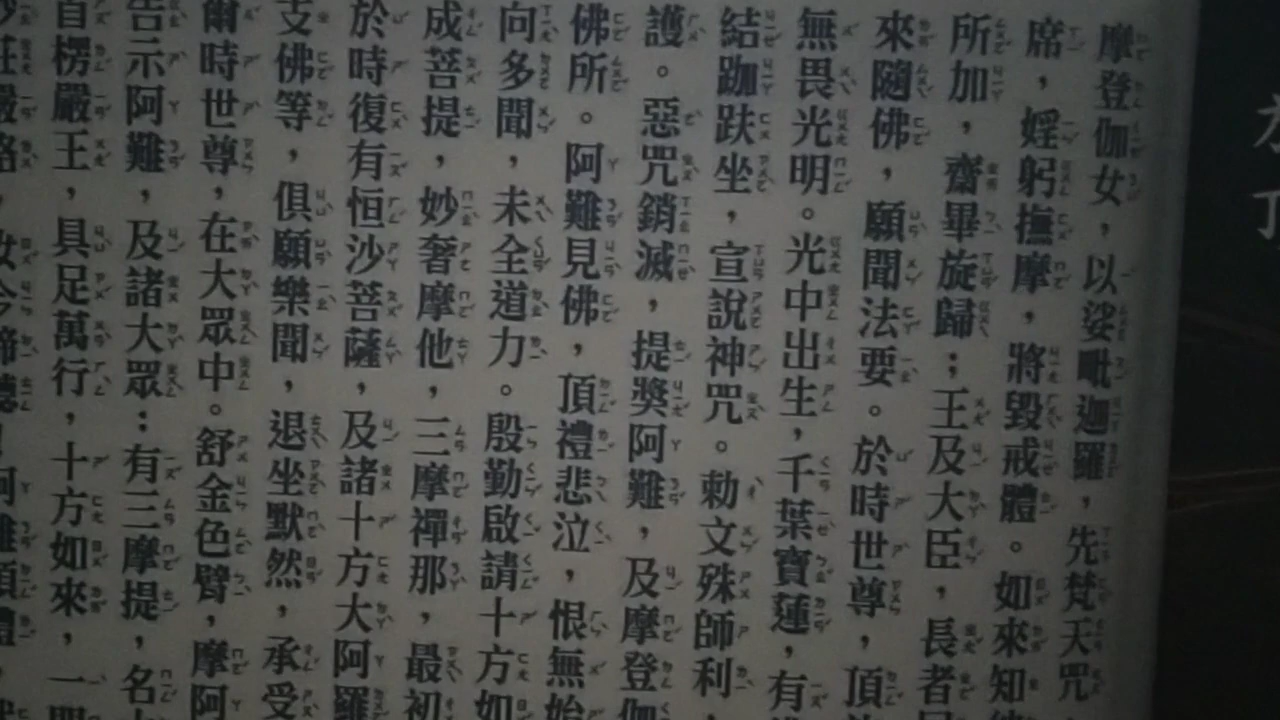 摩登伽女，以娑毗迦羅，先梵天咒
席，婬躬撫摩，將毀戒體。如來知
所加，齋畢旋歸；王及大臣，長者
來隨佛，願聞法要。於時世尊，頂
無畏光明。光中出生，千葉寶蓮，有
結跏趺坐，宣說神咒。勅文殊師利
護。惡咒銷滅，提獎阿難，及摩登伽
佛所。阿難見佛，頂禮悲泣，恨無始
向多聞，未全道力。殷勤啟請十方如
成菩提，妙奢摩他，三摩禪那，最初
於時復有恒沙菩薩，及諸十方大阿羅
支佛等，俱願樂聞，退坐默然，承受
爾時世尊，在大眾中。舒金色臂，摩阿
告示阿難，及諸大眾：有三摩提，名
首楞嚴王，具足萬行，十方如來，一